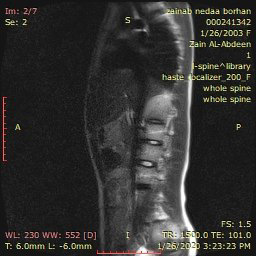 Im: 2/7
Se: 2
zainab nedaa borhan
000241342
1/26/2003 F
Zain AL-Abdeen
1
l-spine^library
haste_localizer_200_F
whole spine
whole spine
S
A
P
I
WL: 230 WW: 552 [D]
T: 6.0mm L: -6.0mm
FS: 1.5
TR: 1500.0 TE: 101.0
1/26/2020 3:23:23 PM